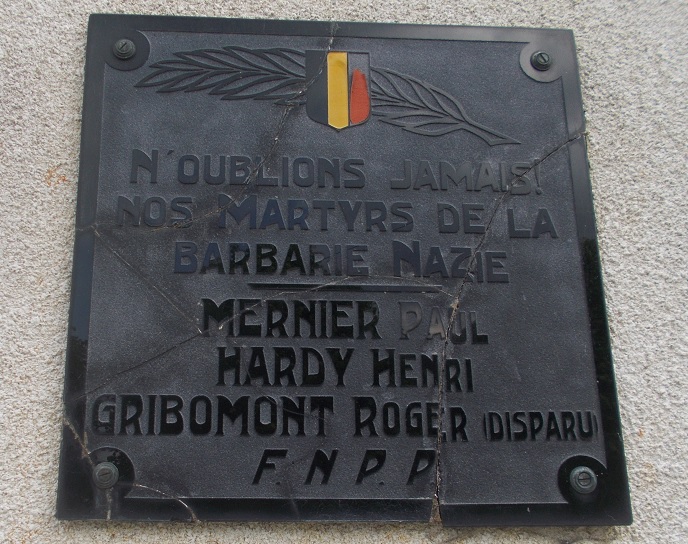 N'OUBLIONS JAMAIS!
NOS MARTYRS DE LA
BARBARIE NAZIE
MERNIER PAUL
HARDY HENRI
GRIBOMONT ROGER (DISPARU)
F. N P. P